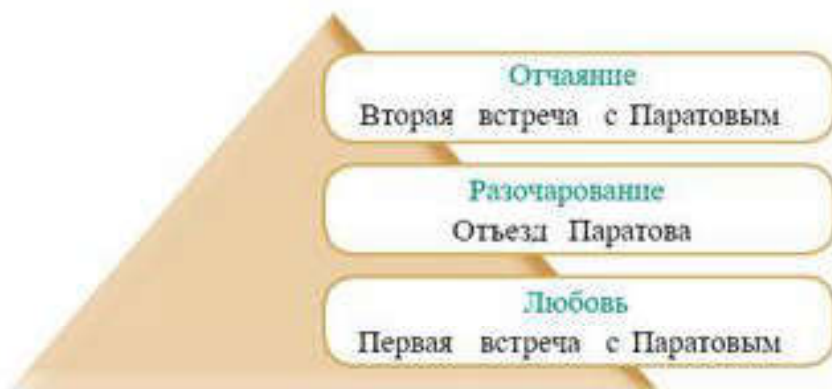 Отчаяние
Вторая встреча с Паратовым
Разочарование
Отъезд Паратова
Любовь
Первая встреча с Паратовым